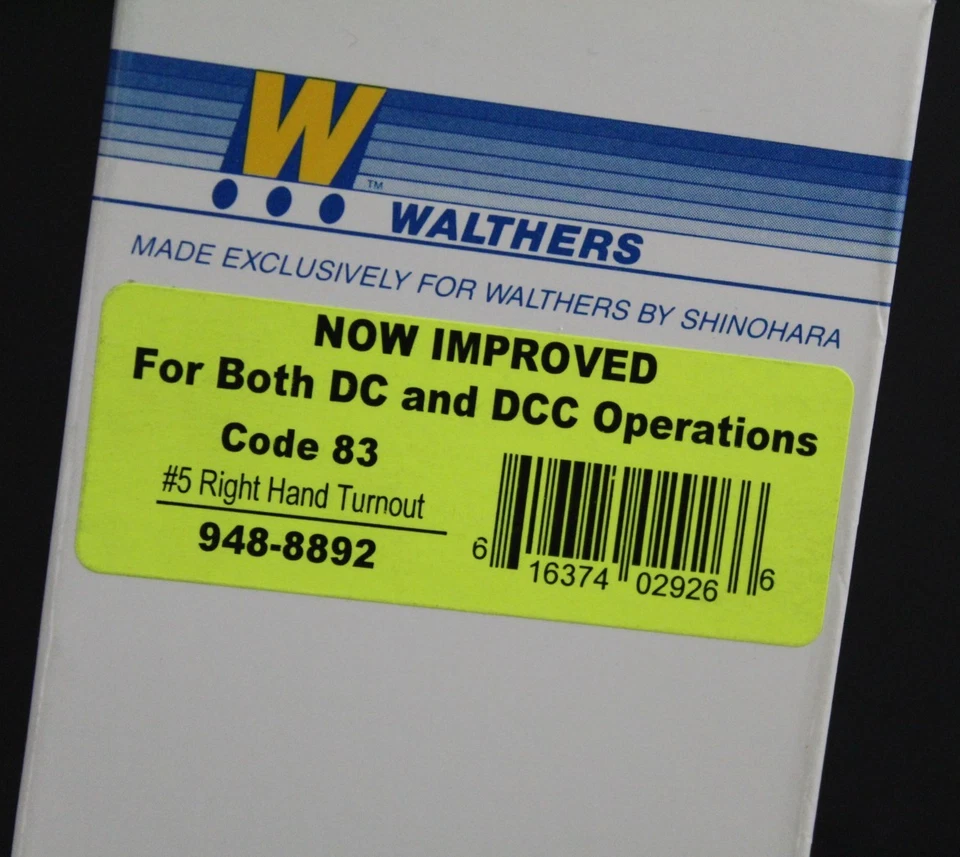 W™
WALTHERS
MADE EXCLUSIVELY FOR WALTHERS BY SHINOHARA
NOW IMPROVED
For Both DC and DCC Operations
Code 83
#5 Right Hand Turnout
948-8892
6 16374 02926 6